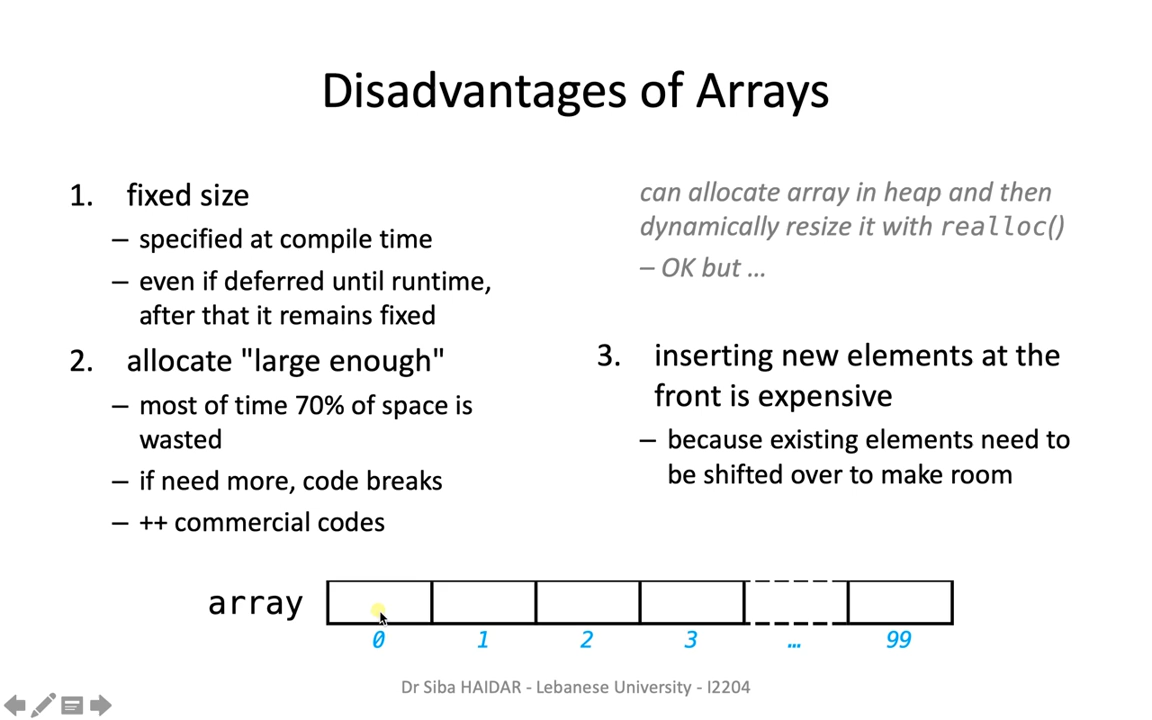 Disadvantages of Arrays
1. fixed size
– specified at compile time
– even if deferred until runtime,
after that it remains fixed
2. allocate "large enough"
– most of time 70% of space is
wasted
– if need more, code breaks
– ++ commercial codes
can allocate array in heap and then
dynamically resize it with realloc()
– OK but ...
3. inserting new elements at the
front is expensive
– because existing elements need to
be shifted over to make room
array
0 1 2 3 ... 99
Dr Siba HAIDAR - Lebanese University - I2204